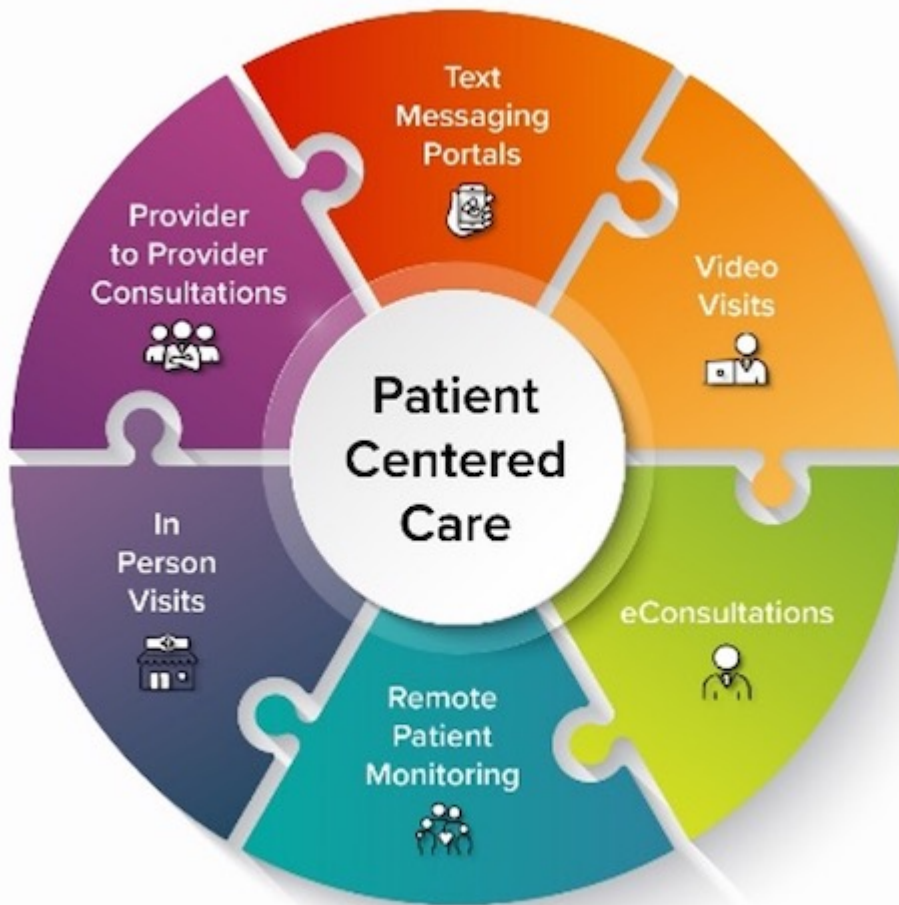 Text
Messaging
Portals
Video
Visits
eConsultations
Remote
Patient
Monitoring
In
Person
Visits
Provider
to Provider
Consultations
Patient
Centered
Care